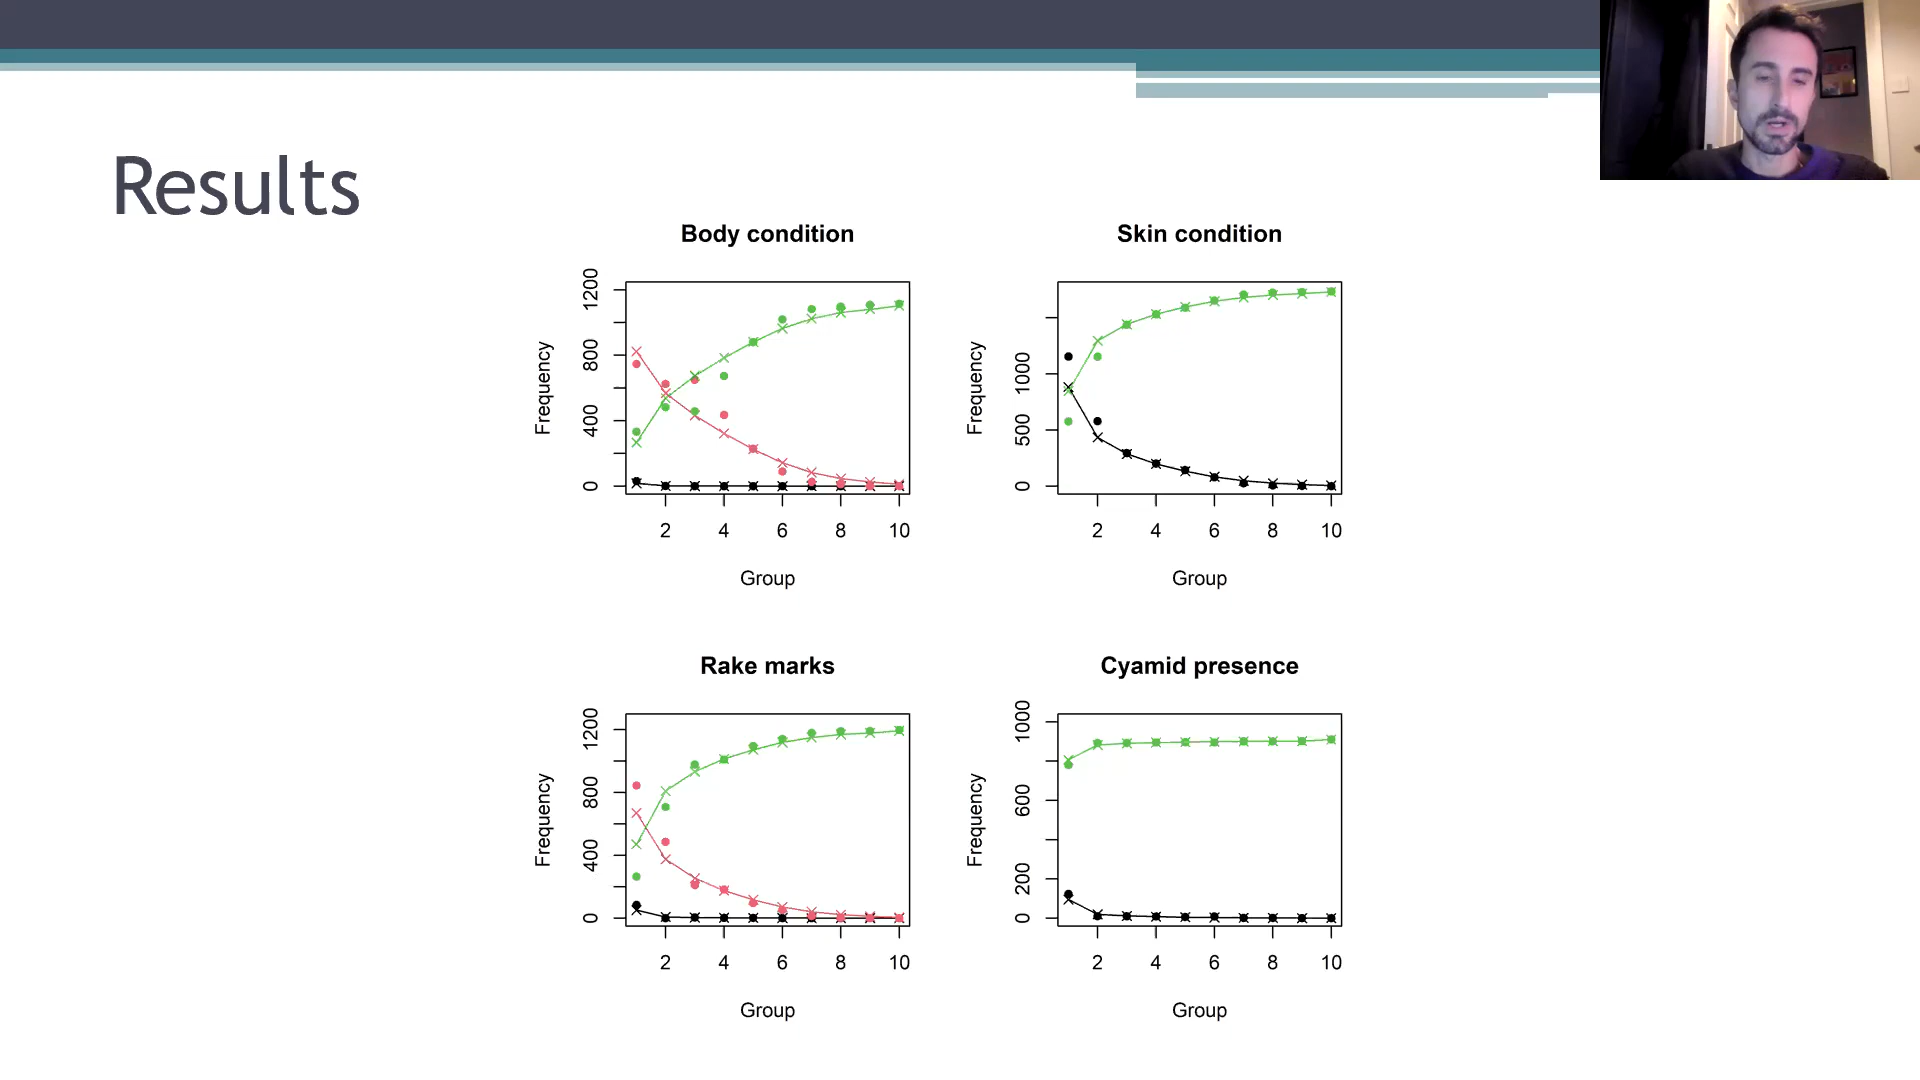 Results
Body condition
Frequency
0 400 800 1200
2 4 6 8 10
Group
Skin condition
Frequency
0 500 1000
2 4 6 8 10
Group
Rake marks
Frequency
0 400 800 1200
2 4 6 8 10
Group
Cyamid presence
Frequency
0 200 600 1000
2 4 6 8 10
Group